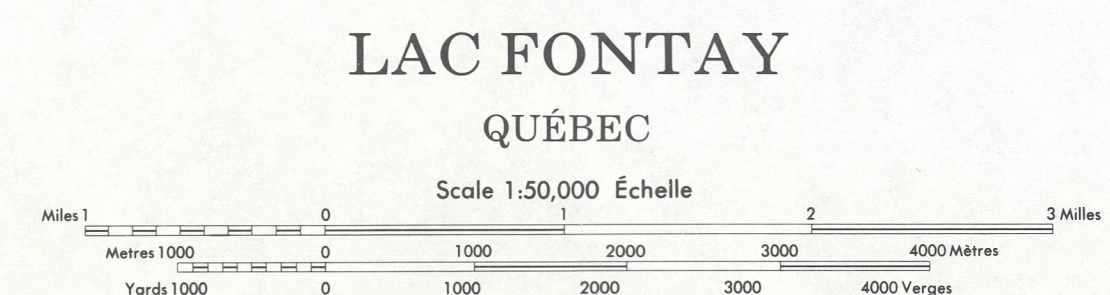 LAC FONTAY
QUÉBEC
Scale 1:50,000 Échelle
Miles 1 0 1 2 3 Milles
Metres 1000 0 1000 2000 3000 4000 Mètres
Yards 1000 0 1000 2000 3000 4000 Verges